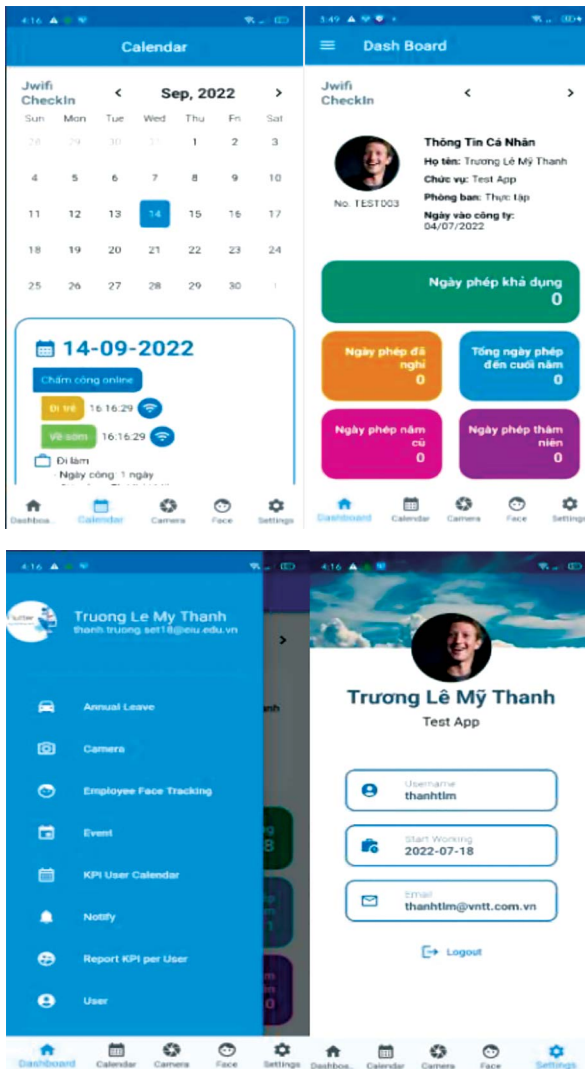 4:16
Calendar
Jwifi
CheckIn
< Sep, 2022 >
Sun Mon Tue Wed Thu Fri Sat
28 29 30 31 1 2 3
4 5 6 7 8 9 10
11 12 13 14 15 16 17
18 19 20 21 22 23 24
25 26 27 28 29 30 1
14-09-2022
Chấm công online
Đi trễ 16:16:29
Về sớm 16:16:29
Đi làm
- Ngày công: 1 ngày
Dashboa.. Calendar Camera Face Settings
5:49
Dash Board
Jwifi
CheckIn
< >
No. TEST003
Thông Tin Cá Nhân
Họ tên: Trương Lê Mỹ Thanh
Chức vụ: Test App
Phòng ban: Thực tập
Ngày vào công ty:
04/07/2022
Ngày phép khả dụng
0
Ngày phép đã
nghỉ
0
Tổng ngày phép
đến cuối năm
0
Ngày phép năm
cũ
0
Ngày phép thâm
niên
0
Dashboard Calendar Camera Face Settings
4:16
Truong Le My Thanh
thanh.truong.set18@eiu.edu.vn
>
Annual Leave
Camera
Employee Face Tracking
Event
KPI User Calendar
Notify
Report KPI per User
User
anh
ng
8
1
m
0
Dashboard Calendar Camera Face Settings
4:16
Trương Lê Mỹ Thanh
Test App
Username
thanhtlm
Start Working
2022-07-18
Email
thanhtlm@vntt.com.vn
Logout
Dashboa.. Calendar Camera Face Settings